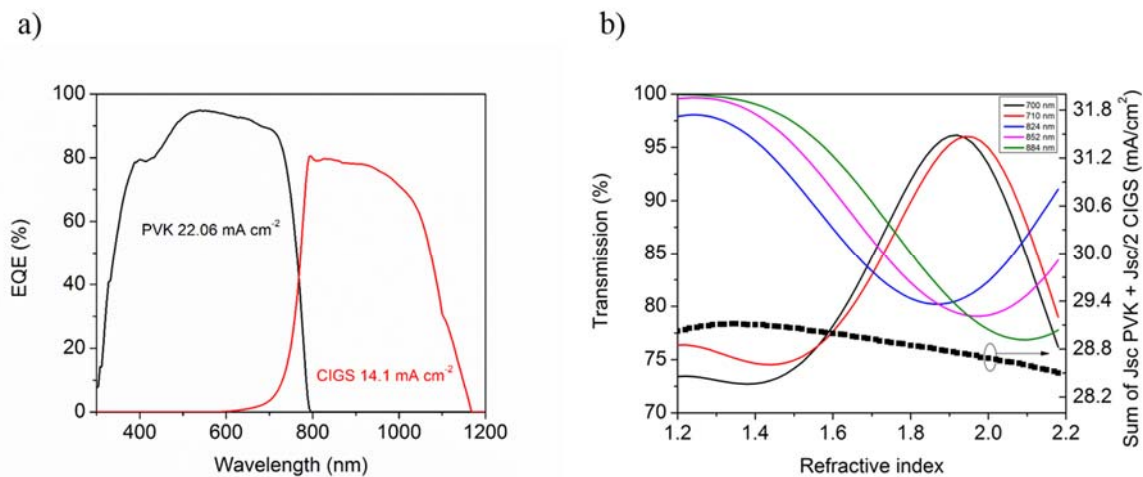 a)
b)
100
80
60
40
20
0
EQE (%)
PVK 22.06 mA cm⁻²
CIGS 14.1 mA cm⁻²
400
600
800
1000
1200
Wavelength (nm)
100
95
90
85
80
75
70
Transmission (%)
700 nm
710 nm
824 nm
852 nm
884 nm
31.8
31.2
30.6
30.0
29.4
28.8
28.2
Sum of Jsc PVK + Jsc/2 CIGS (mA/cm²)
1.2
1.4
1.6
1.8
2.0
2.2
Refractive index